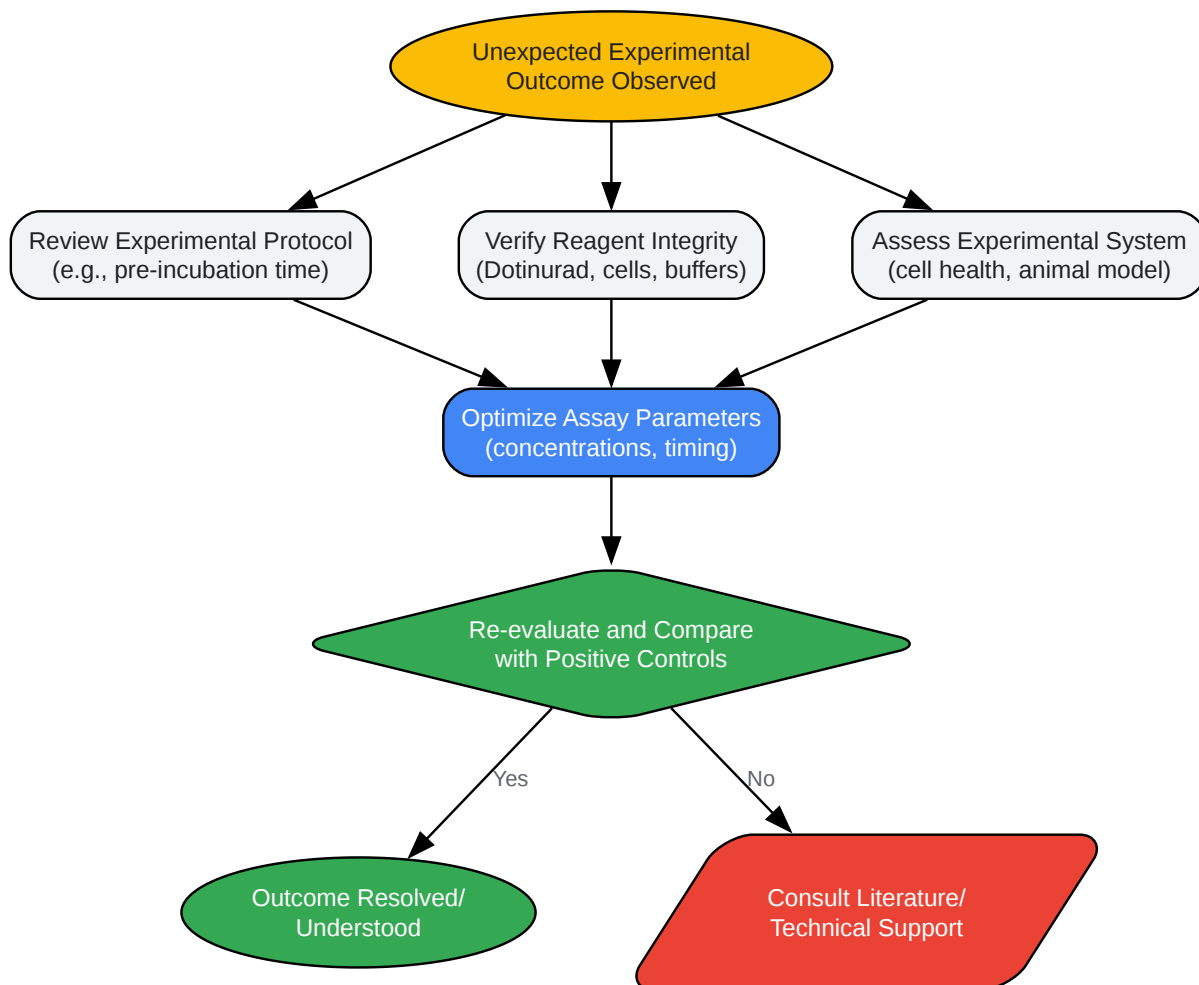 Unexpected Experimental
Outcome Observed
Review Experimental Protocol
(e.g., pre-incubation time)
Verify Reagent Integrity
(Dotinurad, cells, buffers)
Assess Experimental System
(cell health, animal model)
Optimize Assay Parameters
(concentrations, timing)
Re-evaluate and Compare
with Positive Controls
Yes
No
Outcome Resolved/
Understood
Consult Literature/
Technical Support